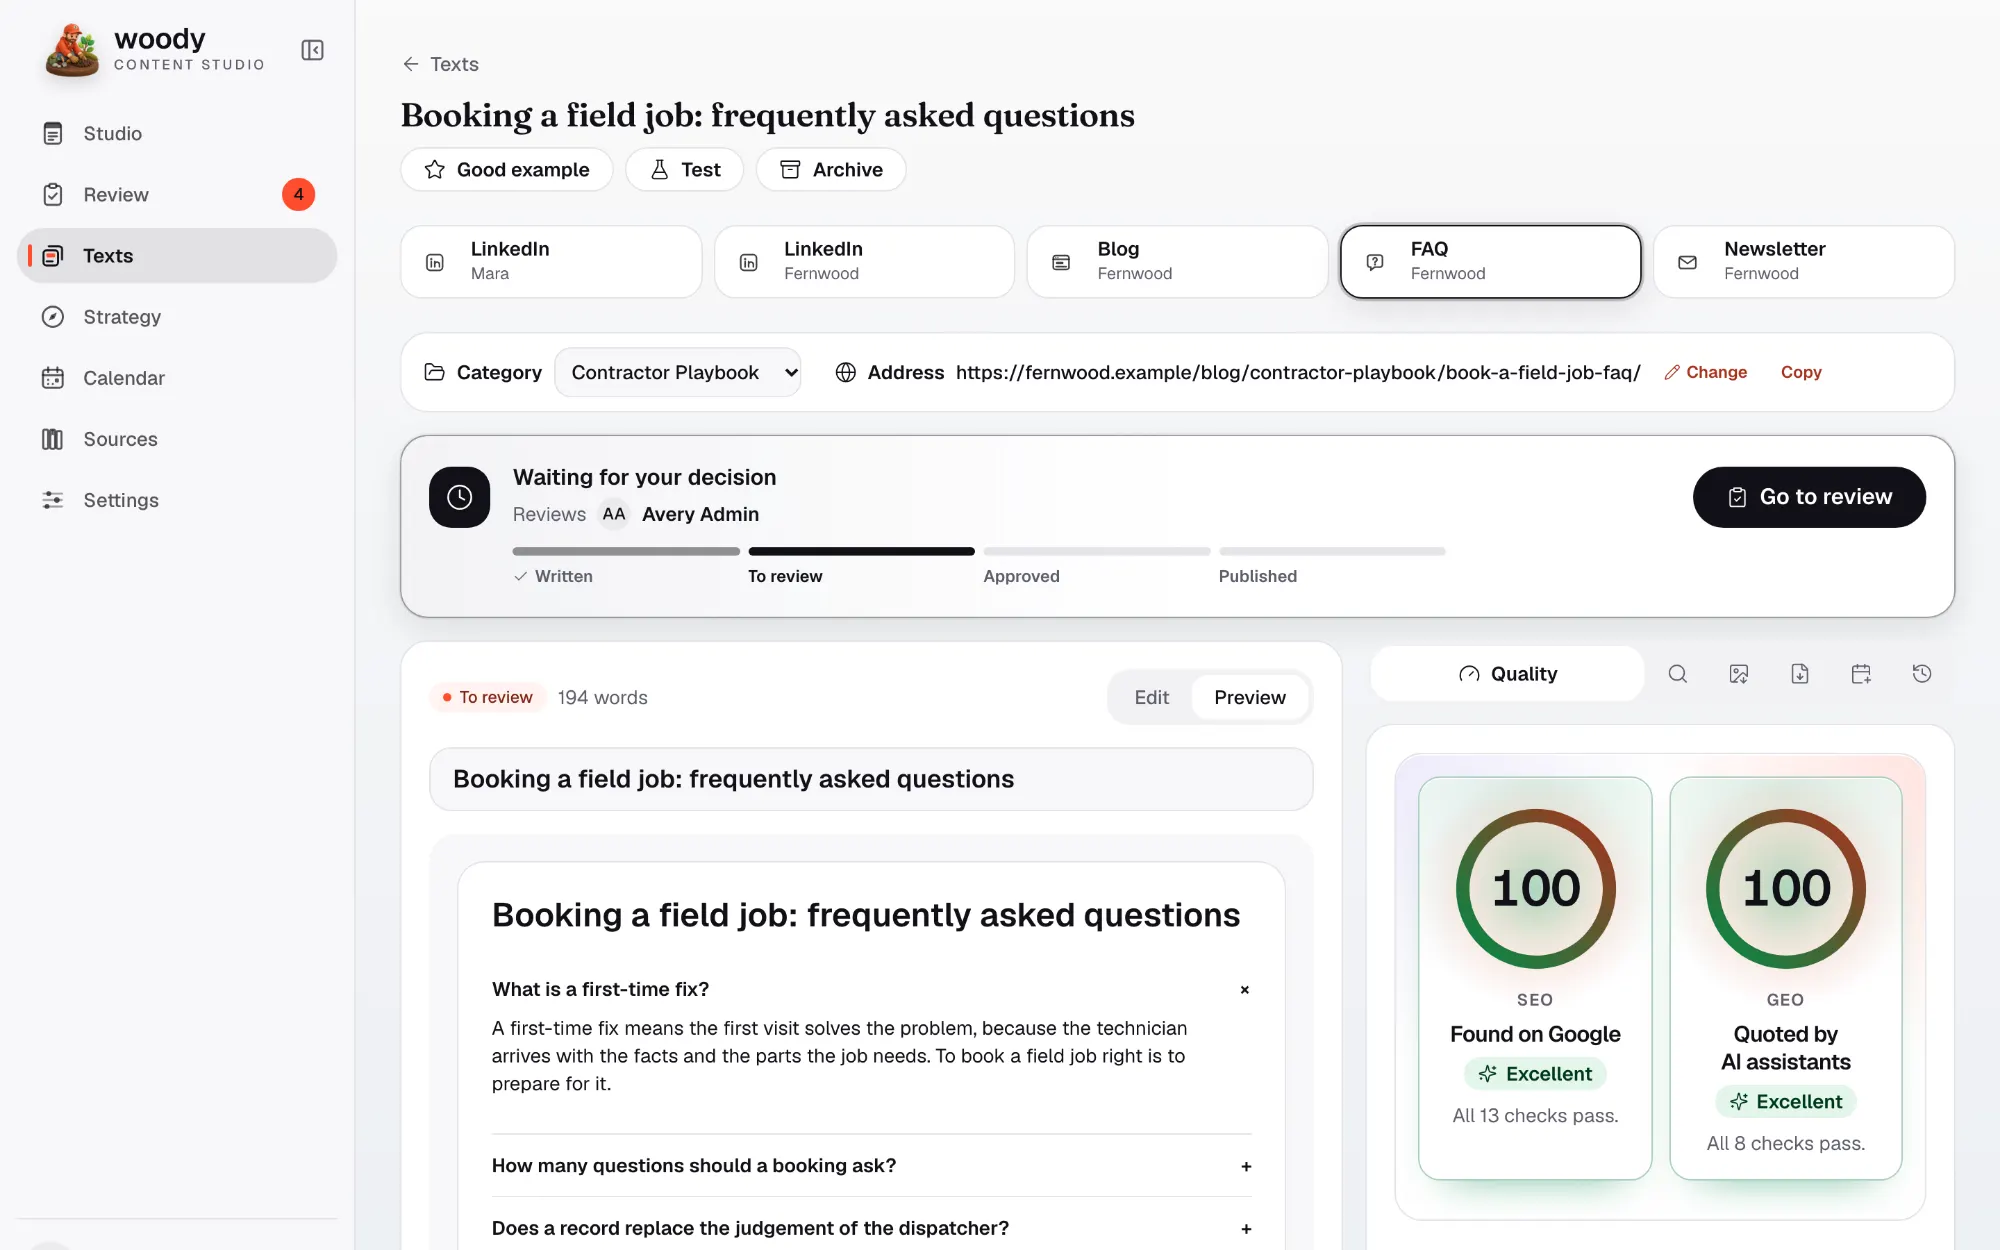 woody
CONTENT STUDIO
Studio
Review
4
Texts
Strategy
Calendar
Sources
Settings
Texts
Booking a field job: frequently asked questions
Good example
Test
Archive
LinkedIn
Mara
LinkedIn
Fernwood
Blog
Fernwood
FAQ
Fernwood
Newsletter
Fernwood
Category
Contractor Playbook
Address
https://fernwood.example/blog/contractor-playbook/book-a-field-job-faq/
Change
Copy
Waiting for your decision
Reviews
AA
Avery Admin
Go to review
Written
To review
Approved
Published
To review
194 words
Edit
Preview
Booking a field job: frequently asked questions
Booking a field job: frequently asked questions
What is a first-time fix?
A first-time fix means the first visit solves the problem, because the technician
arrives with the facts and the parts the job needs. To book a field job right is to
prepare for it.
How many questions should a booking ask?
Does a record replace the judgement of the dispatcher?
Quality
100
SEO
Found on Google
Excellent
All 13 checks pass.
100
GEO
Quoted by
AI assistants
Excellent
All 8 checks pass.